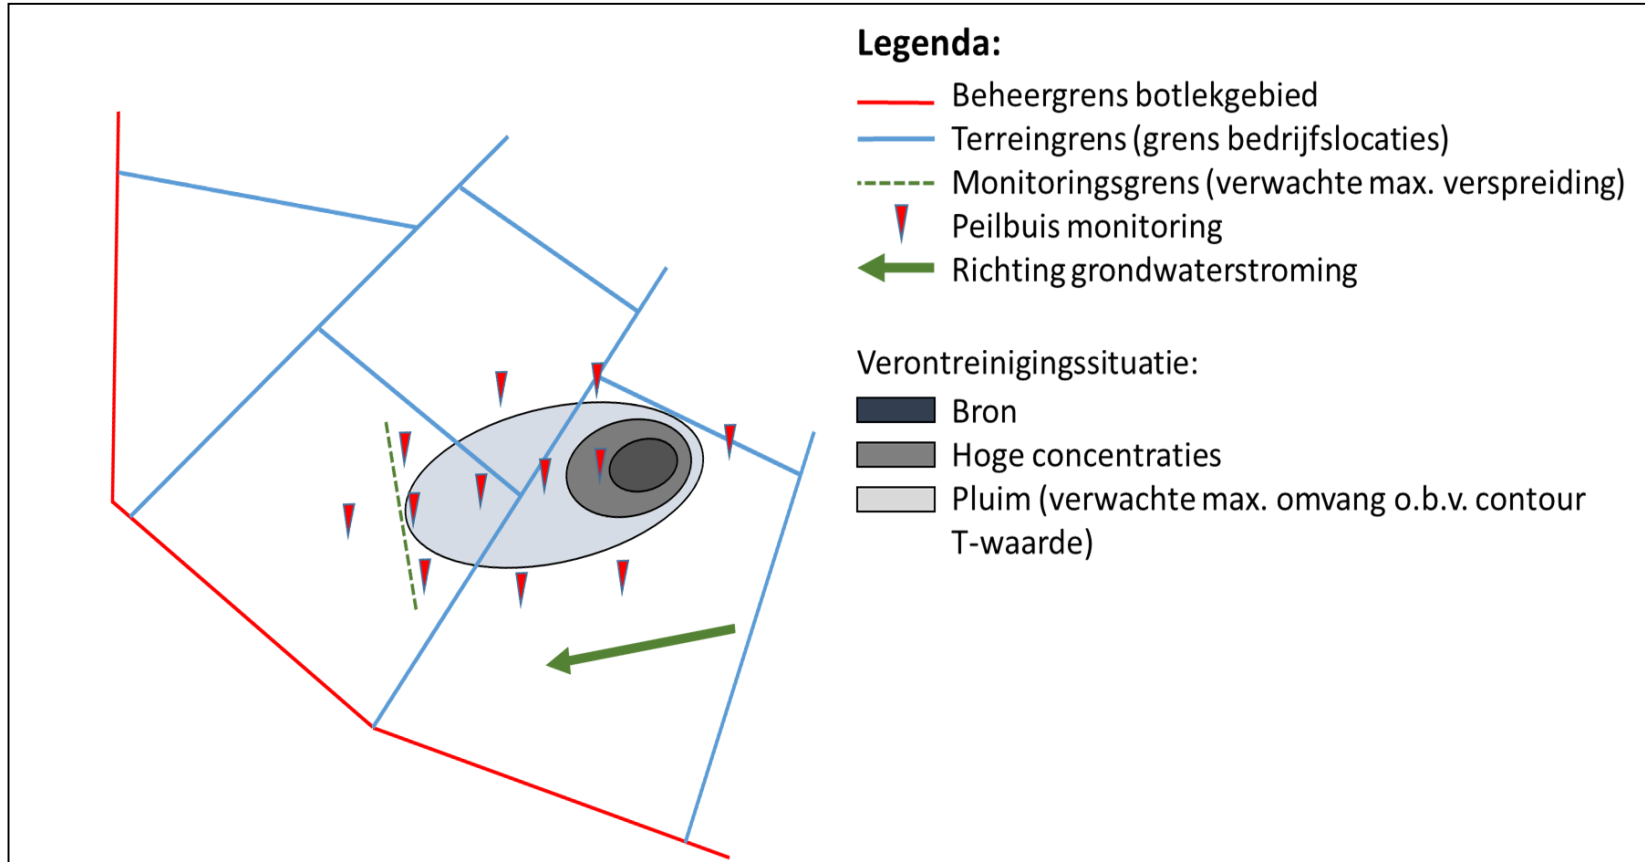 Legenda:
Beheergrens botlekgebied
Terreingrens (grens bedrijfslocaties)
Monitoringsgrens (verwachte max. verspreiding)
Peilbuis monitoring
Richting grondwaterstroming
Verontreinigingssituatie:
Bron
Hoge concentraties
Pluim (verwachte max. omvang o.b.v. contour
T-waarde)